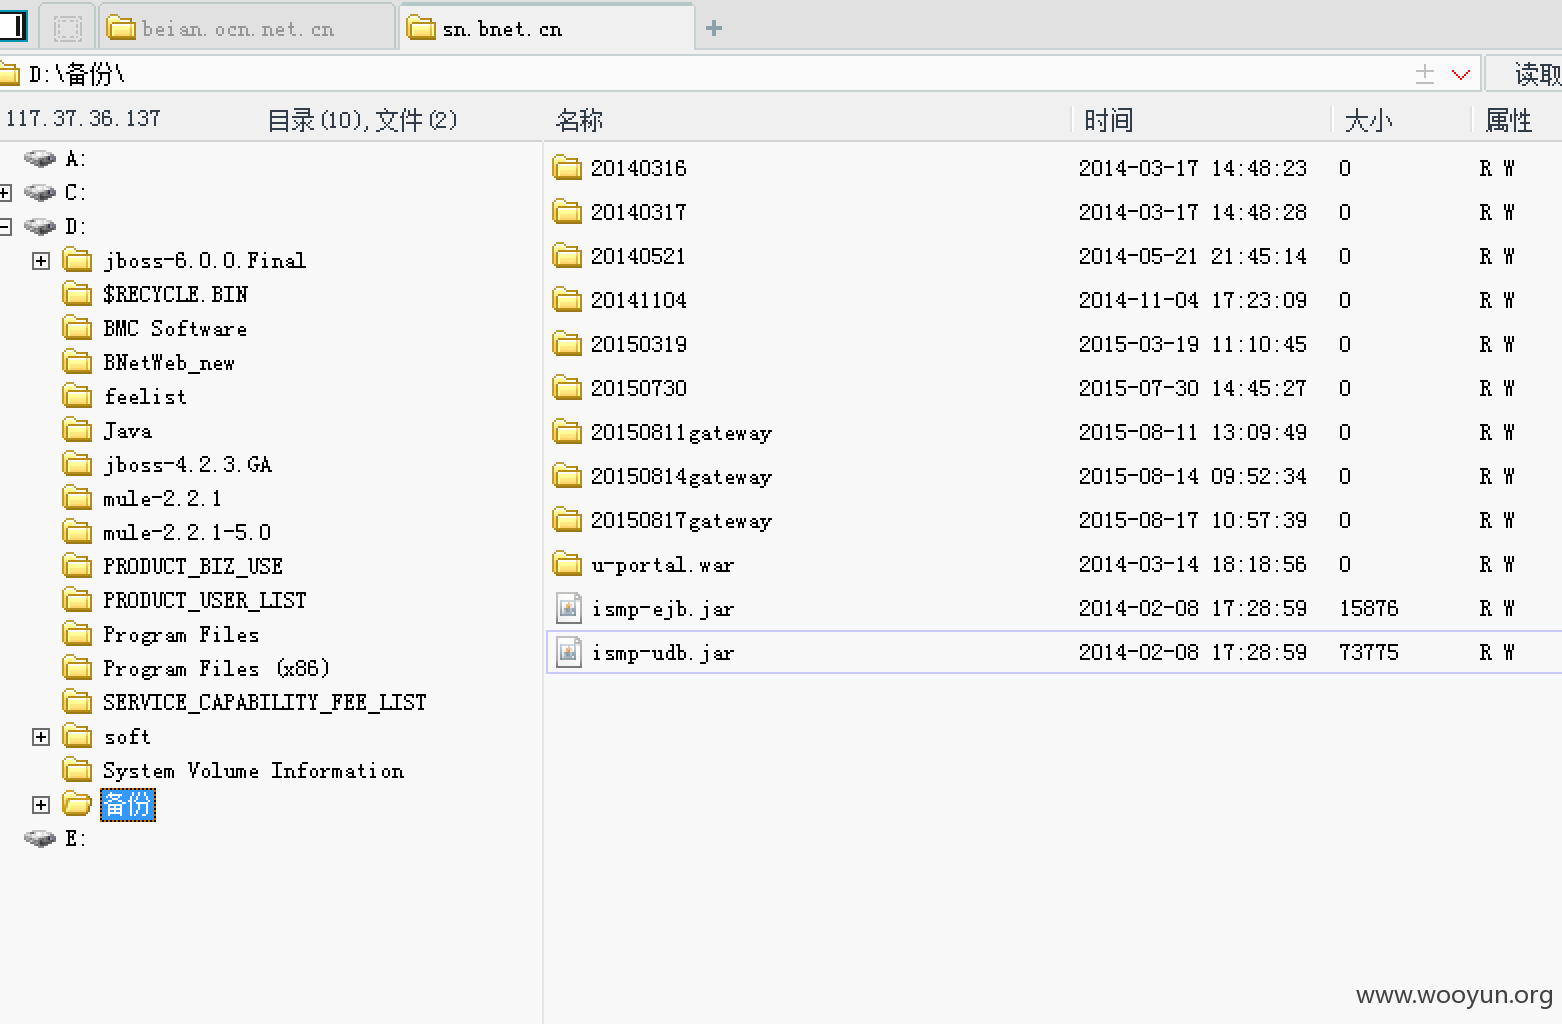 beian.ocn.net.cn
sn.bnet.cn
D:\备份\
读取
117.37.36.137
目录(10),文件(2)
名称 时间 大小 属性
A:
C:
D:
jboss-6.0.0.Final
$RECYCLE.BIN
BMC Software
BNetWeb_new
feelist
Java
jboss-4.2.3.GA
mule-2.2.1
mule-2.2.1-5.0
PRODUCT_BIZ_USE
PRODUCT_USER_LIST
Program Files
Program Files (x86)
SERVICE_CAPABILITY_FEE_LIST
soft
System Volume Information
备份
E:
20140316 2014-03-17 14:48:23 0 R W
20140317 2014-03-17 14:48:28 0 R W
20140521 2014-05-21 21:45:14 0 R W
20141104 2014-11-04 17:23:09 0 R W
20150319 2015-03-19 11:10:45 0 R W
20150730 2015-07-30 14:45:27 0 R W
20150811gateway 2015-08-11 13:09:49 0 R W
20150814gateway 2015-08-14 09:52:34 0 R W
20150817gateway 2015-08-17 10:57:39 0 R W
u-portal.war 2014-03-14 18:18:56 0 R W
ismp-ejb.jar 2014-02-08 17:28:59 15876 R W
ismp-udb.jar 2014-02-08 17:28:59 73775 R W
www.wooyun.org